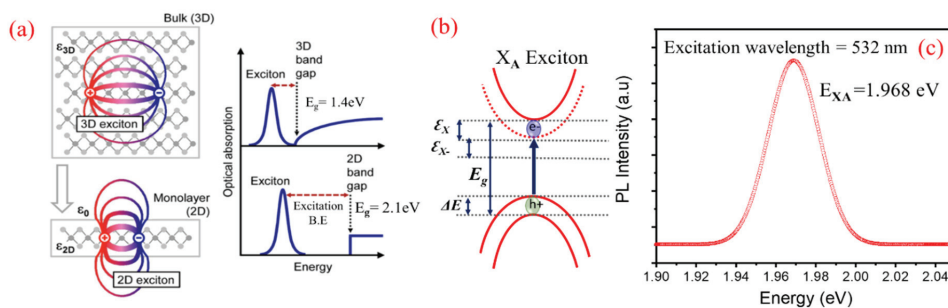 (a)
Bulk (3D)
ε3D
+
−
3D exciton
Monolayer
(2D)
ε0
ε2D
+
−
2D exciton
Optical absorption
Exciton
3D
band
gap
Eg= 1.4eV
Exciton
2D
band
gap
Excitation
B.E
Eg= 2.1eV
Energy
(b)
XA Exciton
e-
εX
εX-
Eg
ΔE
h+
(c)
Excitation wavelength = 532 nm
EXA=1.968 eV
PL Intensity (a.u)
1.90 1.92 1.94 1.96 1.98 2.00 2.02 2.04
Energy (eV)